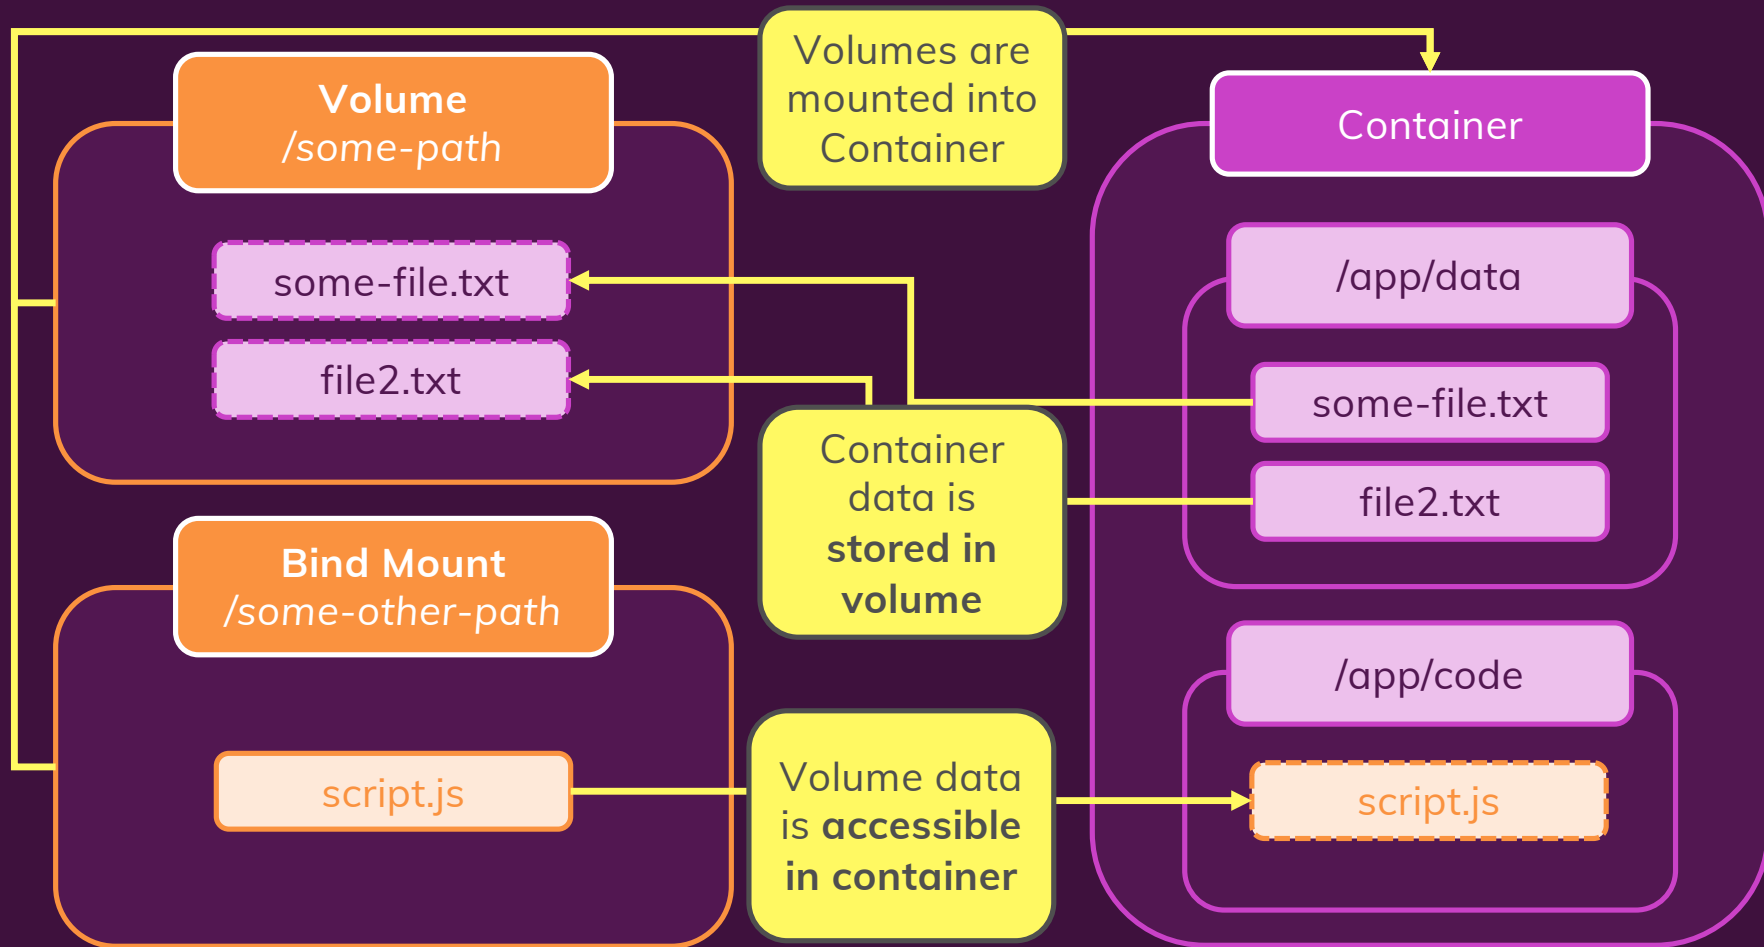 Volume
/some-path
some-file.txt
file2.txt
Bind Mount
/some-other-path
script.js
Volumes are
mounted into
Container
Container
data is
stored in
volume
Volume data
is accessible
in container
Container
/app/data
some-file.txt
file2.txt
/app/code
script.js